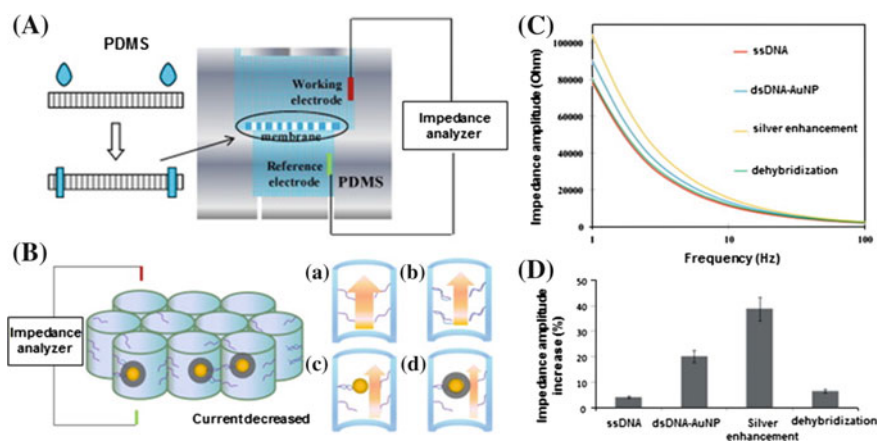 (A)
PDMS
Working
electrode
membrane
Reference
electrode
PDMS
Impedance
analyzer
(B)
Impedance
analyzer
Current decreased
(a)
(b)
(c)
(d)
(C)
Impedance amplitude (Ohm)
100000
80000
60000
40000
20000
0
1
10
100
Frequency (Hz)
ssDNA
dsDNA-AuNP
silver enhancement
dehybridization
(D)
Impedance amplitude
increase (%)
50
40
30
20
10
0
ssDNA
dsDNA-AuNP
Silver
enhancement
dehybridization